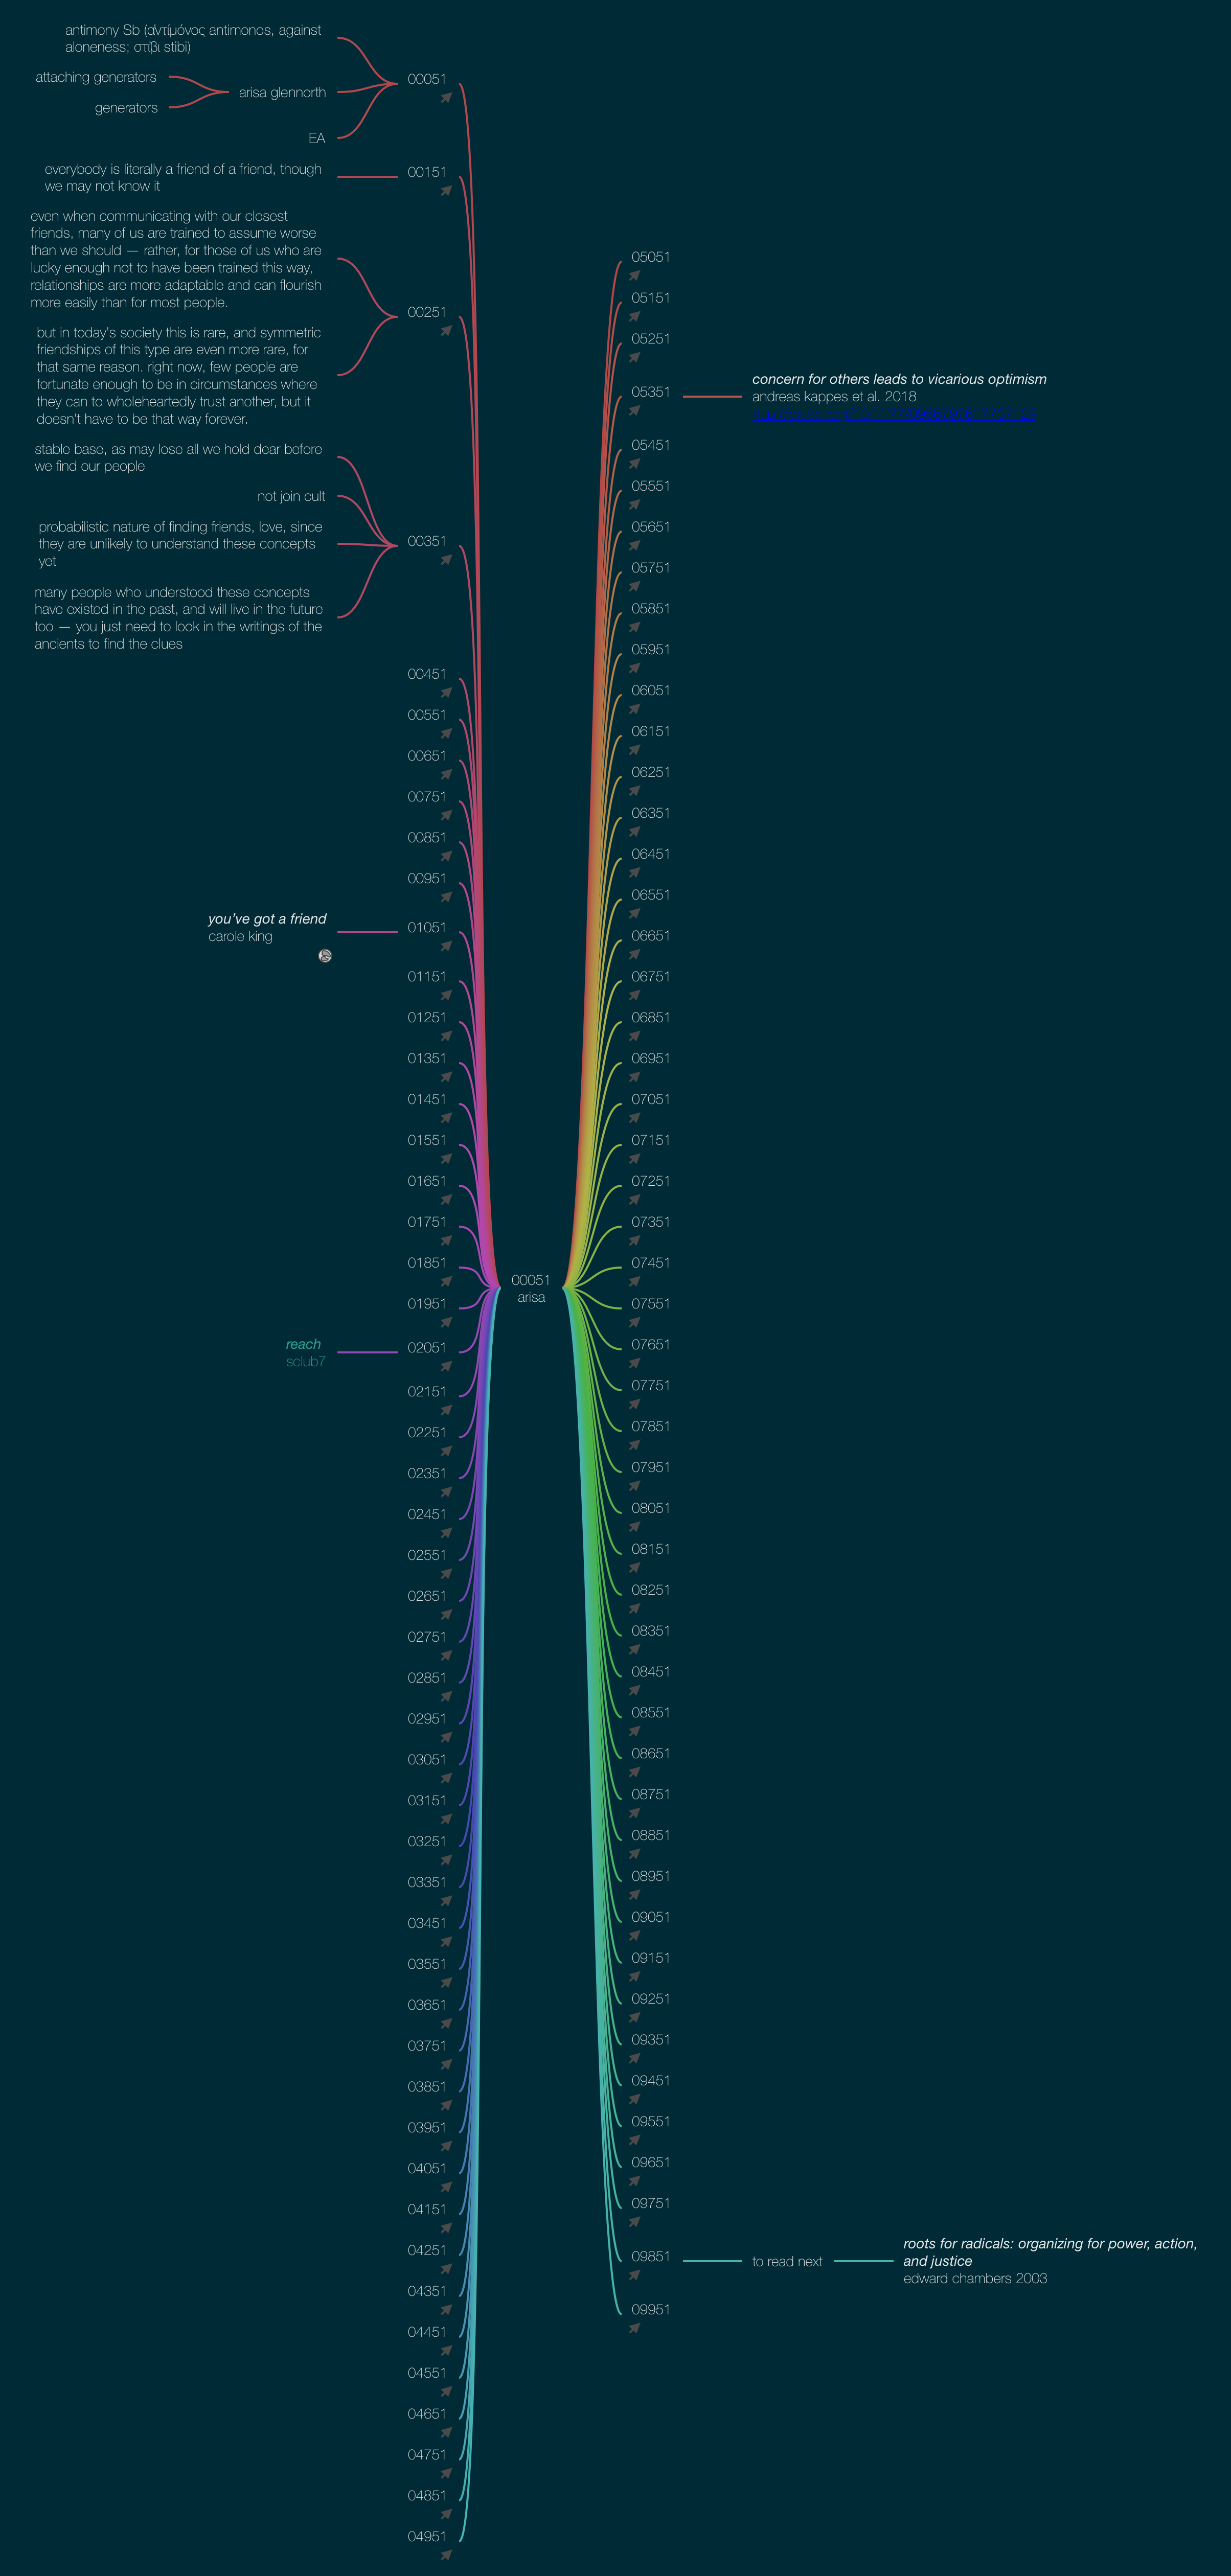 antimony Sb (ἀντίμόνος antimonos, against
aloneness; στίβι stibi)
attaching generators
generators
arisa glennorth
EA
00051
everybody is literally a friend of a friend, though
we may not know it
00151
even when communicating with our closest
friends, many of us are trained to assume worse
than we should — rather, for those of us who are
lucky enough not to have been trained this way,
relationships are more adaptable and can flourish
more easily than for most people.
but in today's society this is rare, and symmetric
friendships of this type are even more rare, for
that same reason. right now, few people are
fortunate enough to be in circumstances where
they can to wholeheartedly trust another, but it
doesn't have to be that way forever.
00251
stable base, as may lose all we hold dear before
we find our people
not join cult
probabilistic nature of finding friends, love, since
they are unlikely to understand these concepts
yet
many people who understood these concepts
have existed in the past, and will live in the future
too — you just need to look in the writings of the
ancients to find the clues
00351
00451
00551
00651
00751
00851
00951
you've got a friend
carole king
01051
01151
01251
01351
01451
01551
01651
01751
01851
01951
reach
sclub7
02051
02151
02251
02351
02451
02551
02651
02751
02851
02951
03051
03151
03251
03351
03451
03551
03651
03751
03851
03951
04051
04151
04251
04351
04451
04551
04651
04751
04851
04951
00051
arisa
05051
05151
05251
05351
concern for others leads to vicarious optimism
andreas kappes et al. 2018
05451
05551
05651
05751
05851
05951
06051
06151
06251
06351
06451
06551
06651
06751
06851
06951
07051
07151
07251
07351
07451
07551
07651
07751
07851
07951
08051
08151
08251
08351
08451
08551
08651
08751
08851
08951
09051
09151
09251
09351
09451
09551
09651
09751
09851
to read next
roots for radicals: organizing for power, action,
and justice
edward chambers 2003
09951